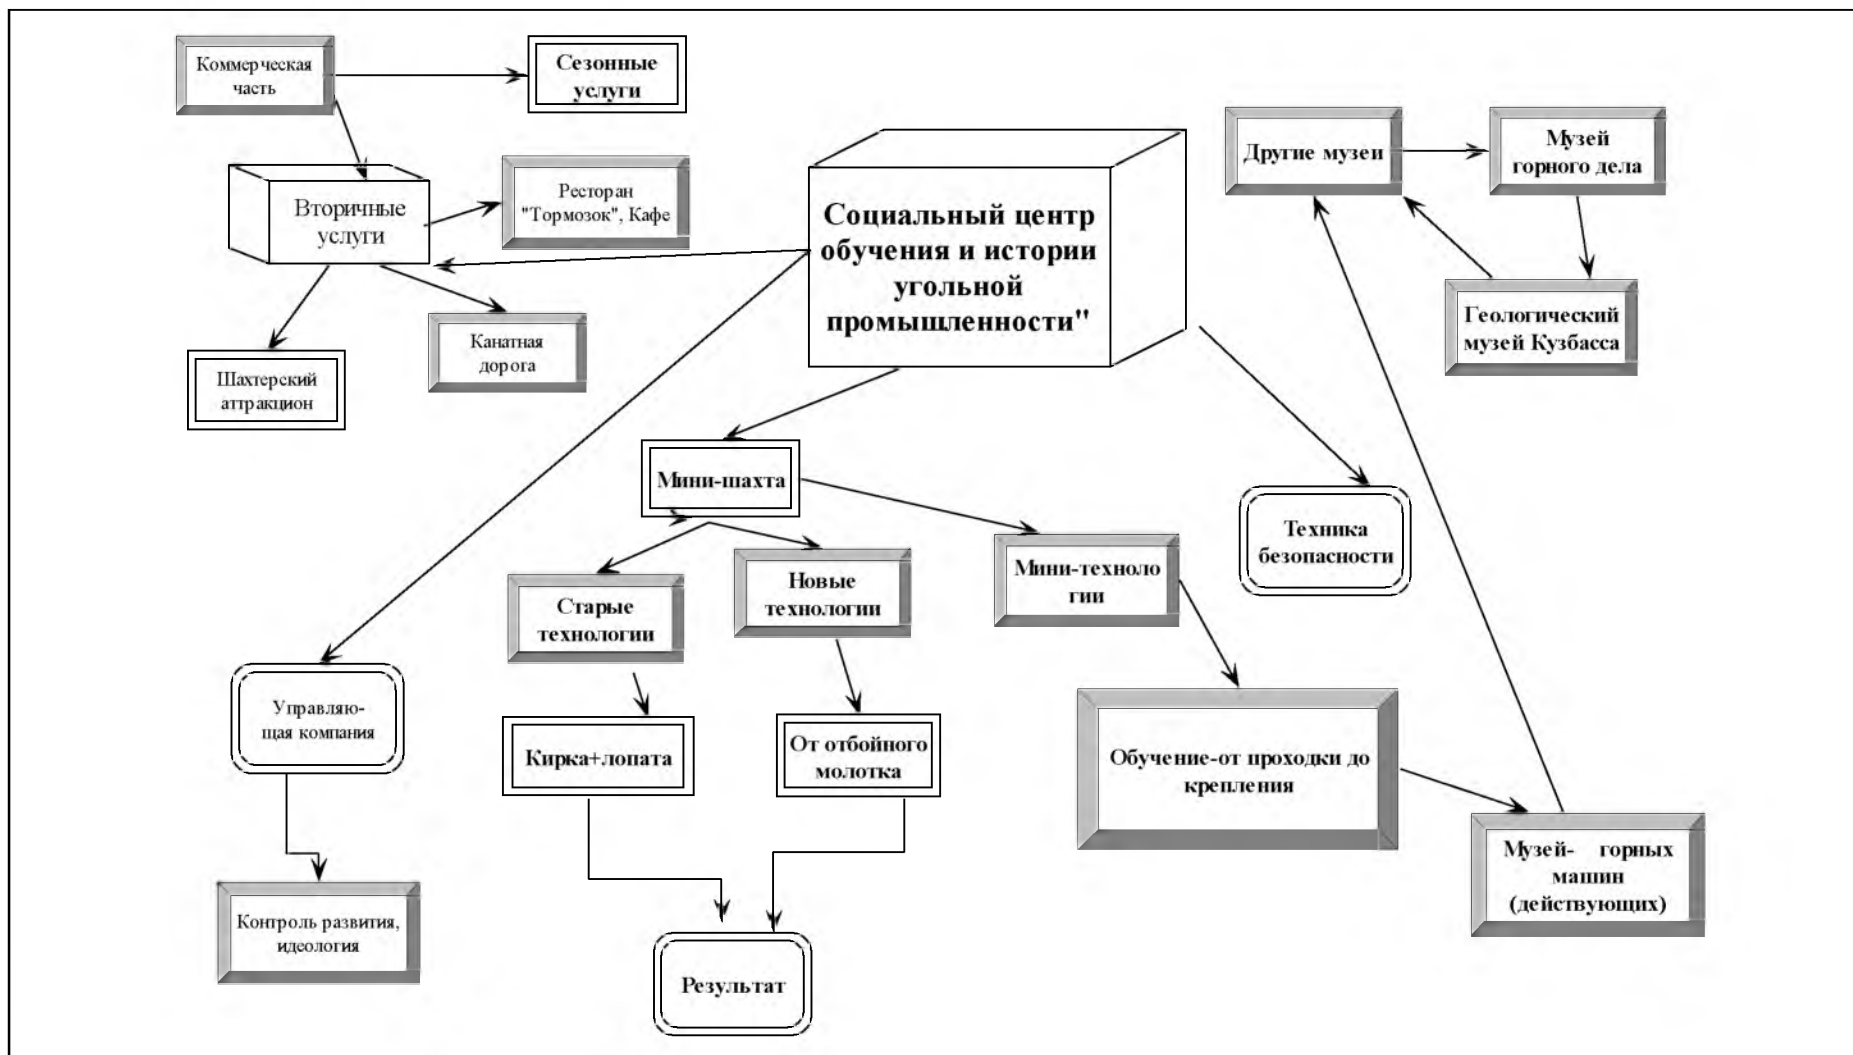 Коммерческая
часть
Сезонные
услуги
Вторичные
услуги
Ресторан
"Тормозок", Кафе
Шахтерский
аттракцион
Канатная
дорога
Социальный центр
обучения и истории
угольной
промышленности"
Другие музеи
Музей
горного дела
Геологический
музей Кузбасса
Мини-шахта
Техника
безопасности
Старые
технологии
Новые
технологии
Мини-техноло
гии
Управляю-
щая компания
Кирка+лопата
От отбойного
молотка
Обучение-от проходки до
крепления
Музей- горных
машин
(действующих)
Контроль развития,
идеология
Результат